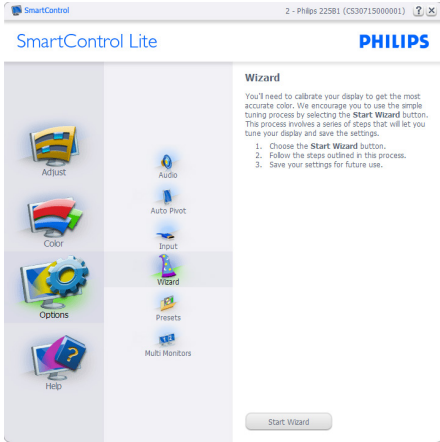 SmartControl
2 - Philips 225B1 (CS30715000001)
?
SmartControl Lite
PHILIPS
Adjust
Color
Options
Help
Audio
Auto Pivot
Input
Wizard
Presets
Multi Monitors
Wizard
You'll need to calibrate your display to get the most
accurate color. We encourage you to use the simple
tuning process by selecting the Start Wizard button.
This process involves a series of steps that will let you
tune your display and save the settings.
1. Choose the Start Wizard button.
2. Follow the steps outlined in this process.
3. Save your settings for future use.
Start Wizard